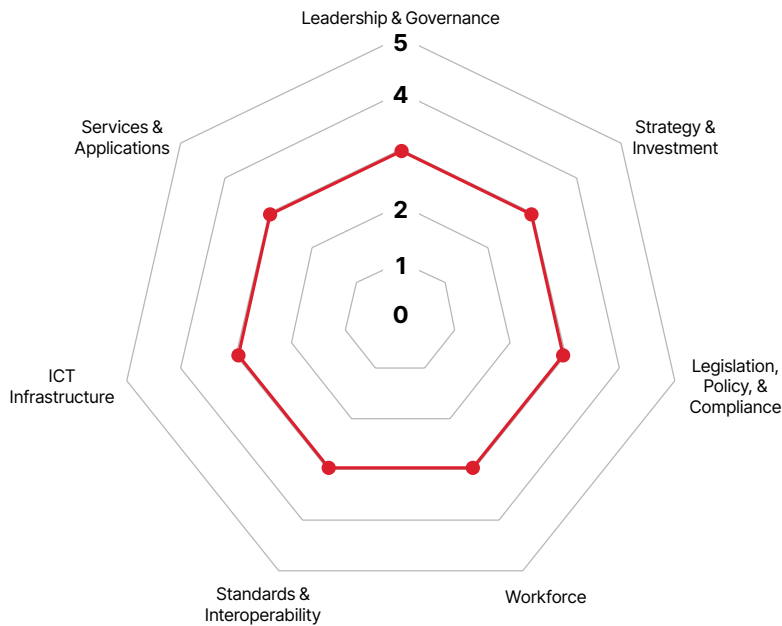 Leadership & Governance
5
4
2
1
0
Strategy &
Investment
Legislation,
Policy, &
Compliance
Workforce
Standards &
Interoperability
ICT
Infrastructure
Services &
Applications